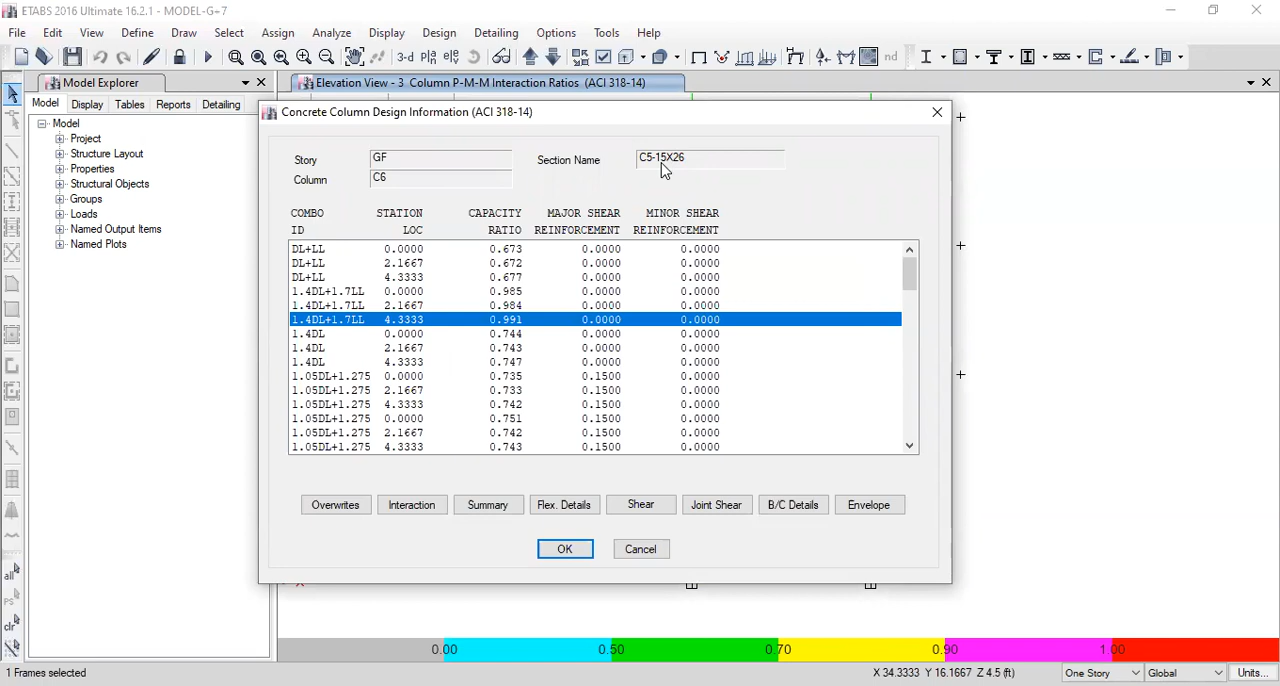 ETABS 2016 Ultimate 16.2.1 - MODEL-G+7
File Edit View Define Draw Select Assign Analyze Display Design Detailing Options Tools Help
3-d pla ele nd
Model Explorer
Elevation View - 3 Column P-M-M Interaction Ratios (ACI 318-14)
Model Display Tables Reports Detailing
Model
Project
Structure Layout
Properties
Structural Objects
Groups
Loads
Named Output Items
Named Plots
Concrete Column Design Information (ACI 318-14)
Story GF Section Name C5-15X26
Column C6
COMBO STATION CAPACITY MAJOR SHEAR MINOR SHEAR
ID LOC RATIO REINFORCEMENT REINFORCEMENT
DL+LL 0.0000 0.673 0.0000 0.0000
DL+LL 2.1667 0.672 0.0000 0.0000
DL+LL 4.3333 0.677 0.0000 0.0000
1.4DL+1.7LL 0.0000 0.985 0.0000 0.0000
1.4DL+1.7LL 2.1667 0.984 0.0000 0.0000
1.4DL+1.7LL 4.3333 0.991 0.0000 0.0000
1.4DL 0.0000 0.744 0.0000 0.0000
1.4DL 2.1667 0.743 0.0000 0.0000
1.4DL 4.3333 0.747 0.0000 0.0000
1.05DL+1.275 0.0000 0.735 0.1500 0.0000
1.05DL+1.275 2.1667 0.733 0.1500 0.0000
1.05DL+1.275 4.3333 0.742 0.1500 0.0000
1.05DL+1.275 0.0000 0.751 0.1500 0.0000
1.05DL+1.275 2.1667 0.742 0.1500 0.0000
1.05DL+1.275 4.3333 0.743 0.1500 0.0000
Overwrites Interaction Summary Flex. Details Shear Joint Shear B/C Details Envelope
OK Cancel
all
ps
clr
0.00 0.50 0.70 0.90 1.00
1 Frames selected X 34.3333 Y 16.1667 Z 4.5 (ft) One Story Global Units...